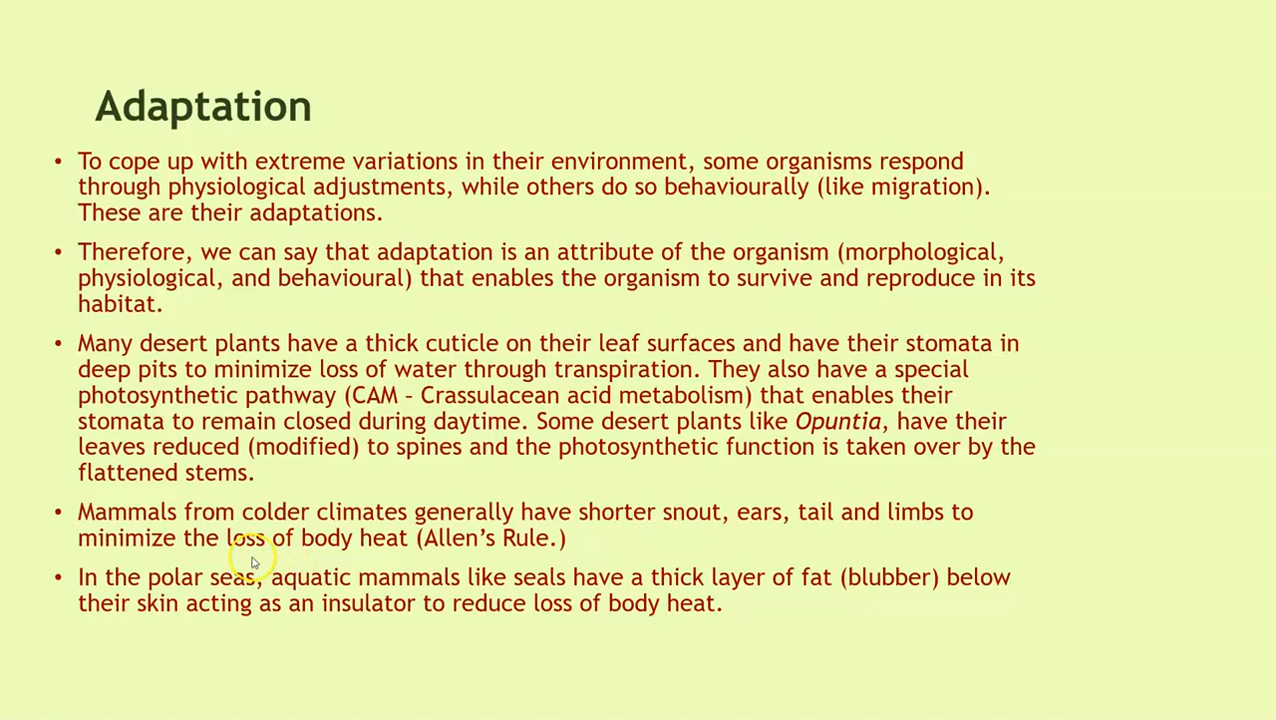 Adaptation
• To cope up with extreme variations in their environment, some organisms respond
through physiological adjustments, while others do so behaviourally (like migration).
These are their adaptations.
• Therefore, we can say that adaptation is an attribute of the organism (morphological,
physiological, and behavioural) that enables the organism to survive and reproduce in its
habitat.
• Many desert plants have a thick cuticle on their leaf surfaces and have their stomata in
deep pits to minimize loss of water through transpiration. They also have a special
photosynthetic pathway (CAM – Crassulacean acid metabolism) that enables their
stomata to remain closed during daytime. Some desert plants like Opuntia, have their
leaves reduced (modified) to spines and the photosynthetic function is taken over by the
flattened stems.
• Mammals from colder climates generally have shorter snout, ears, tail and limbs to
minimize the loss of body heat (Allen’s Rule.)
• In the polar seas, aquatic mammals like seals have a thick layer of fat (blubber) below
their skin acting as an insulator to reduce loss of body heat.